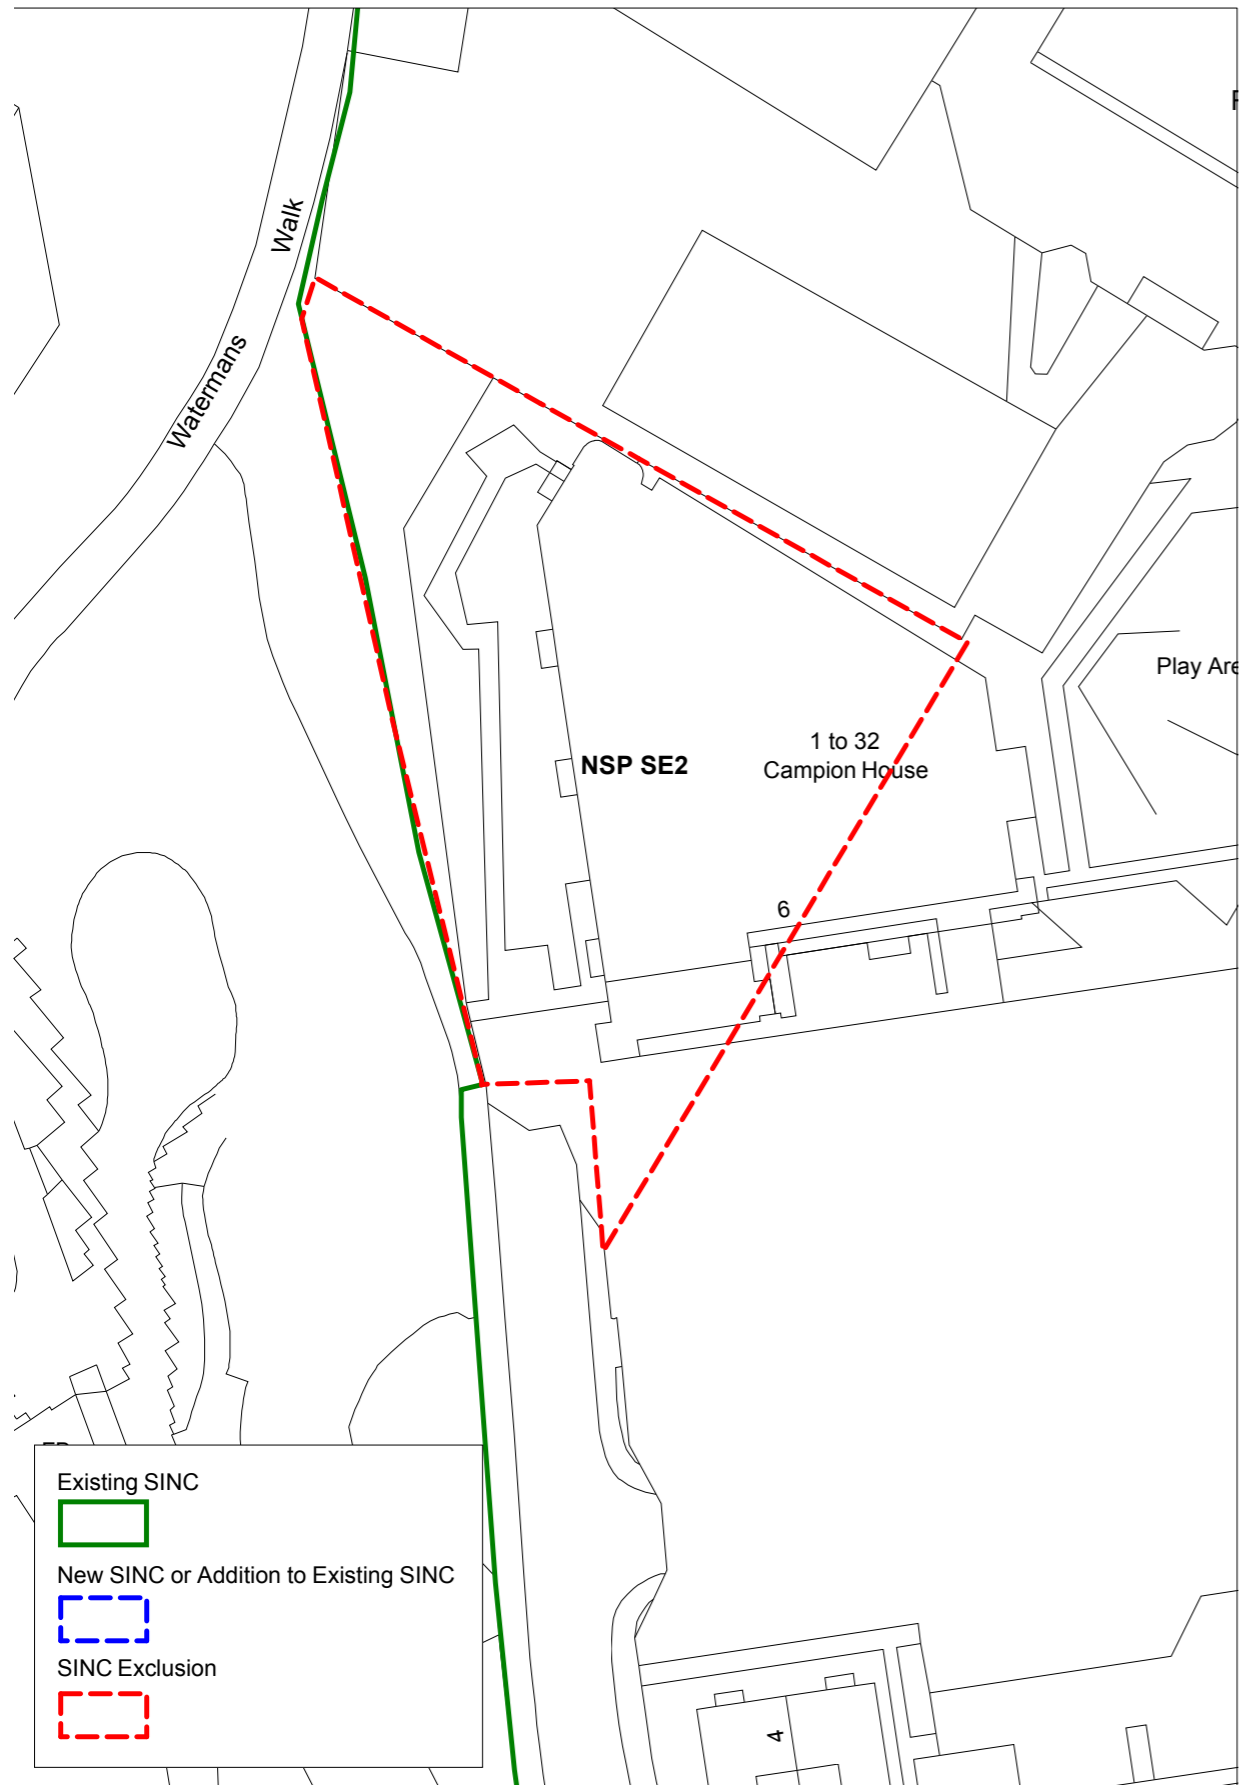 Walk
Watermans
Play Are
1 to 32
Campion House
NSP SE2
6
Existing SINC
New SINC or Addition to Existing SINC
SINC Exclusion
4